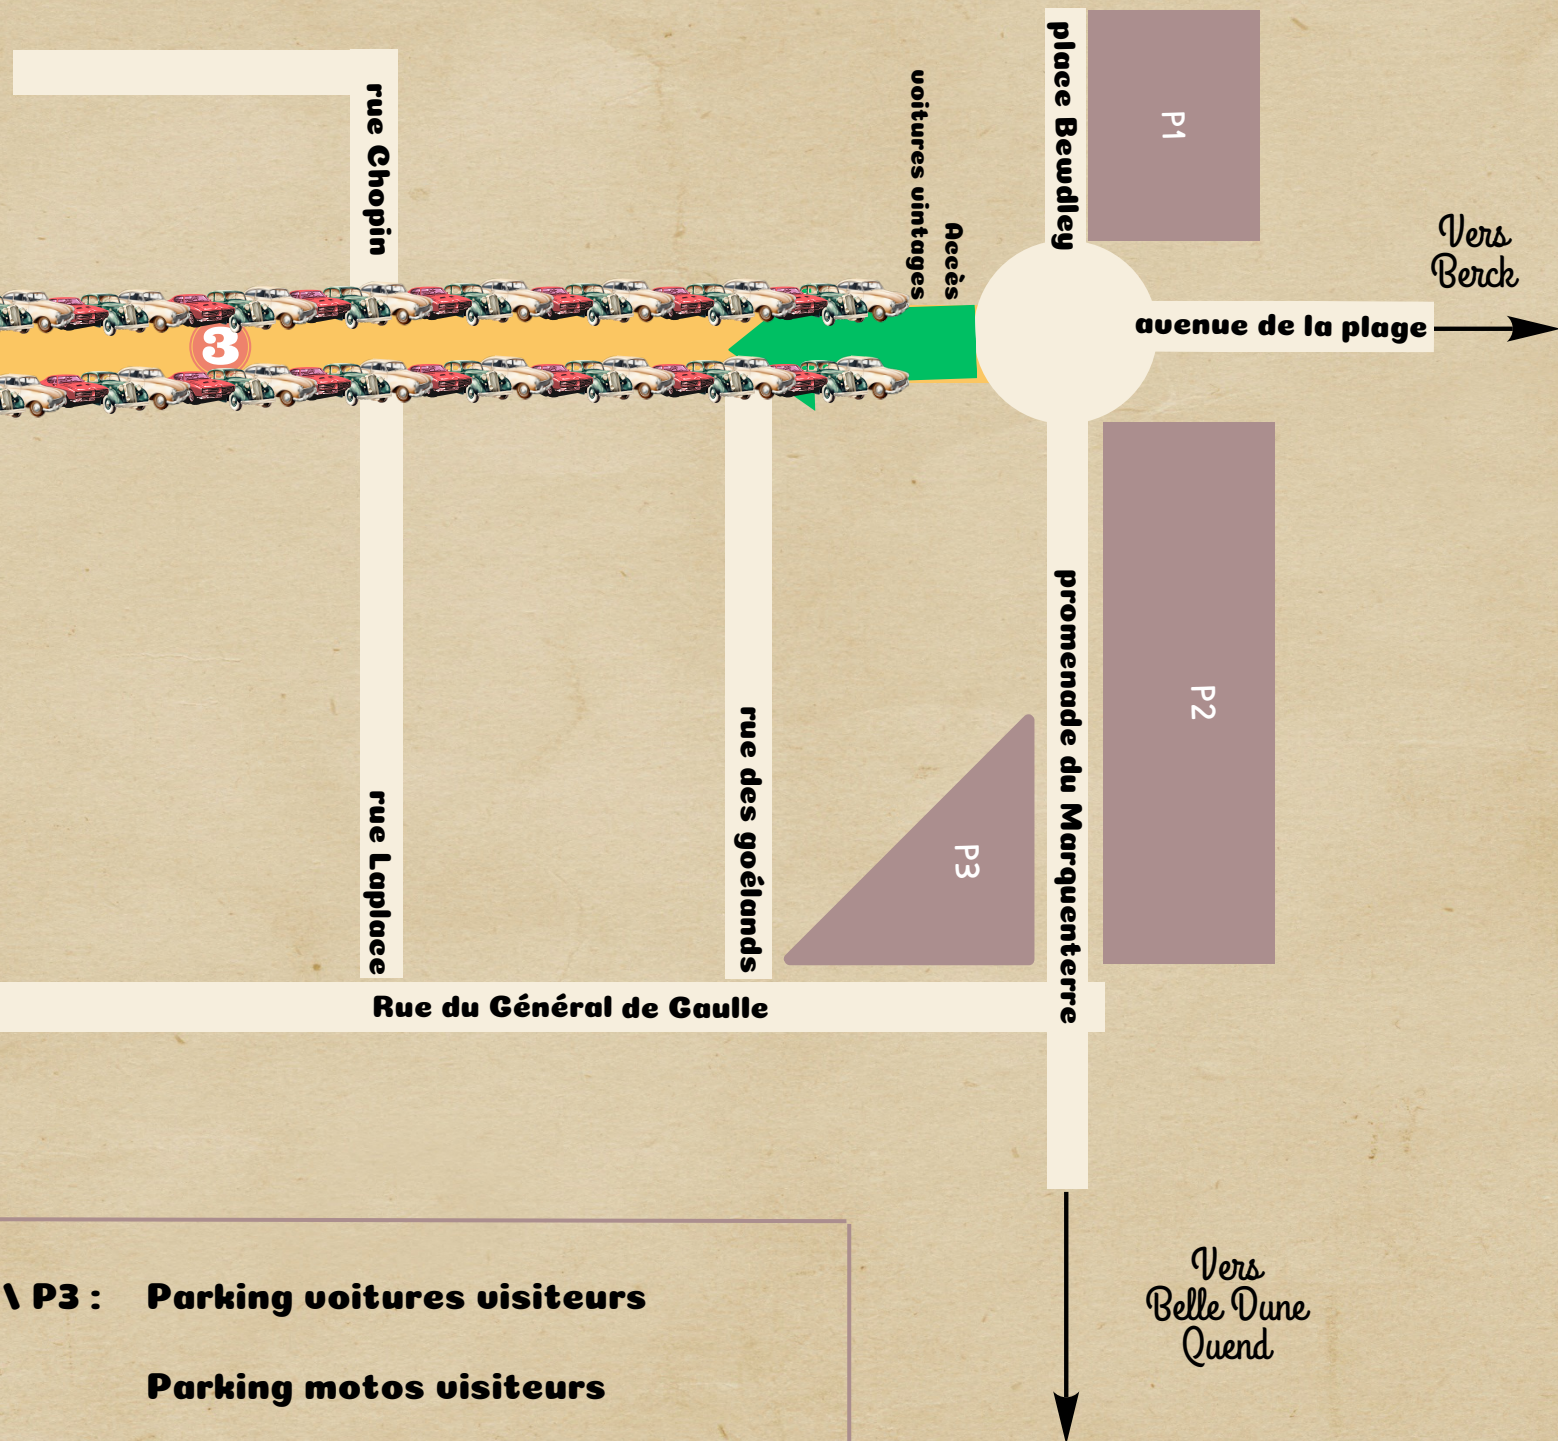 place Bewdley
P1
rue Chopin
Accès
voitures vintages
Vers
Berck
avenue de la plage
3
promenade du Marquenterre
P2
rue des goélands
rue Laplace
P3
Rue du Général de Gaulle
\ P3 : Parking voitures visiteurs
Parking motos visiteurs
Vers
Belle Dune
Quend